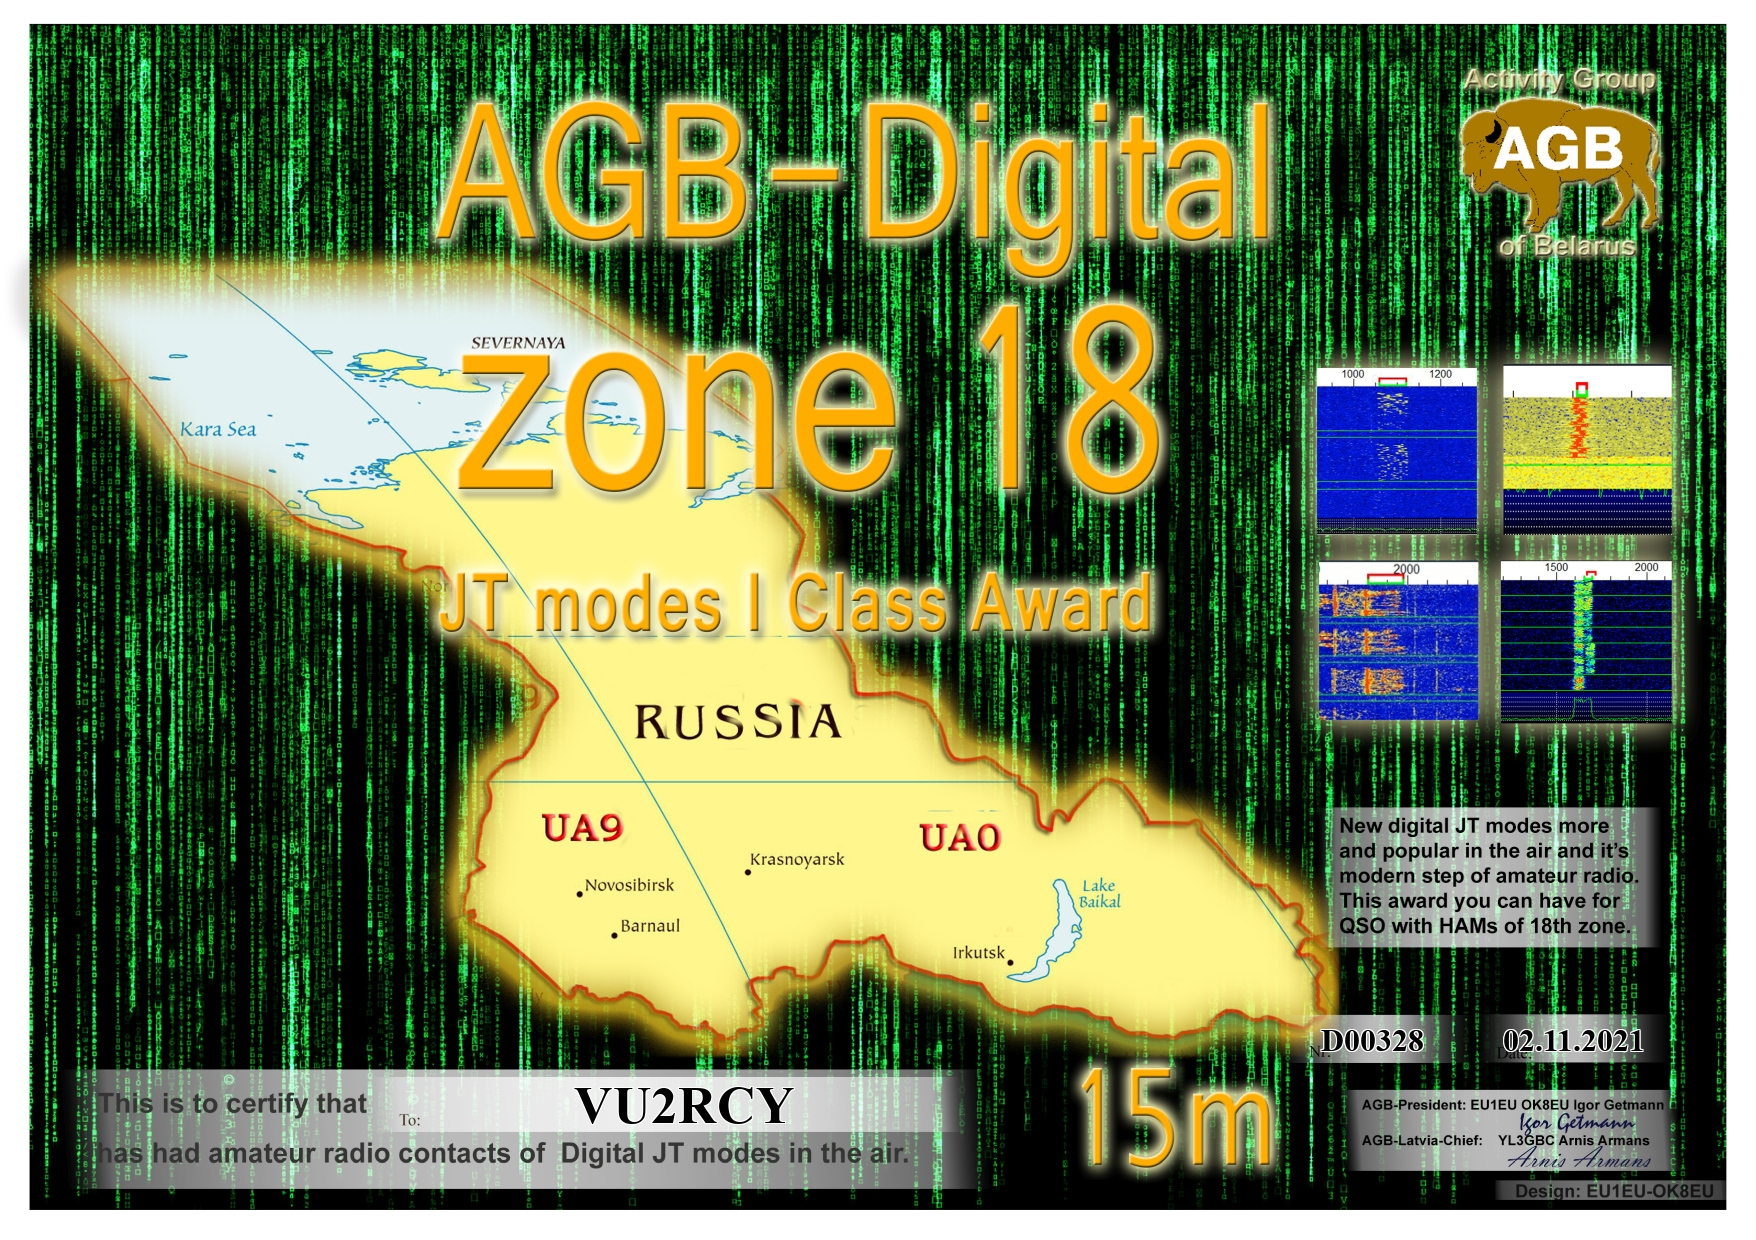 Activity Group
AGB
of Belarus
AGB-Digital
zone 18
JT modes I Class Award
SEVERNAYA
Kara Sea
RUSSIA
UA9
UA0
Krasnoyarsk
Novosibirsk
Barnaul
Lake
Baikal
Irkutsk
1000 1200
2000
1500 2000
New digital JT modes more
and popular in the air and it's
modern step of amateur radio.
This award you can have for
QSO with HAMs of 18th zone.
Nr. D00328
Date: 02.11.2021
15m
This is to certify that
To: VU2RCY
has had amateur radio contacts of Digital JT modes in the air.
AGB-President: EU1EU OK8EU Igor Getmann
Igor Getmann
AGB-Latvia-Chief: YL3GBC Arnis Armans
Arnis Armans
Design: EU1EU-OK8EU